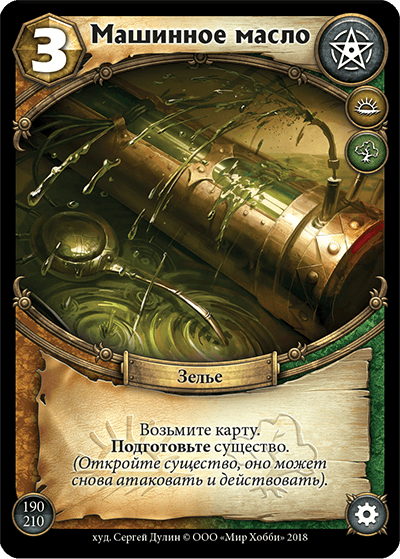 3
Машинное масло
Зелье
Возьмите карту.
Подготовьте существо.
(Откройте существо, оно может
снова атаковать и действовать).
190
210
худ. Сергей Дулин © ООО «Мир Хобби» 2018